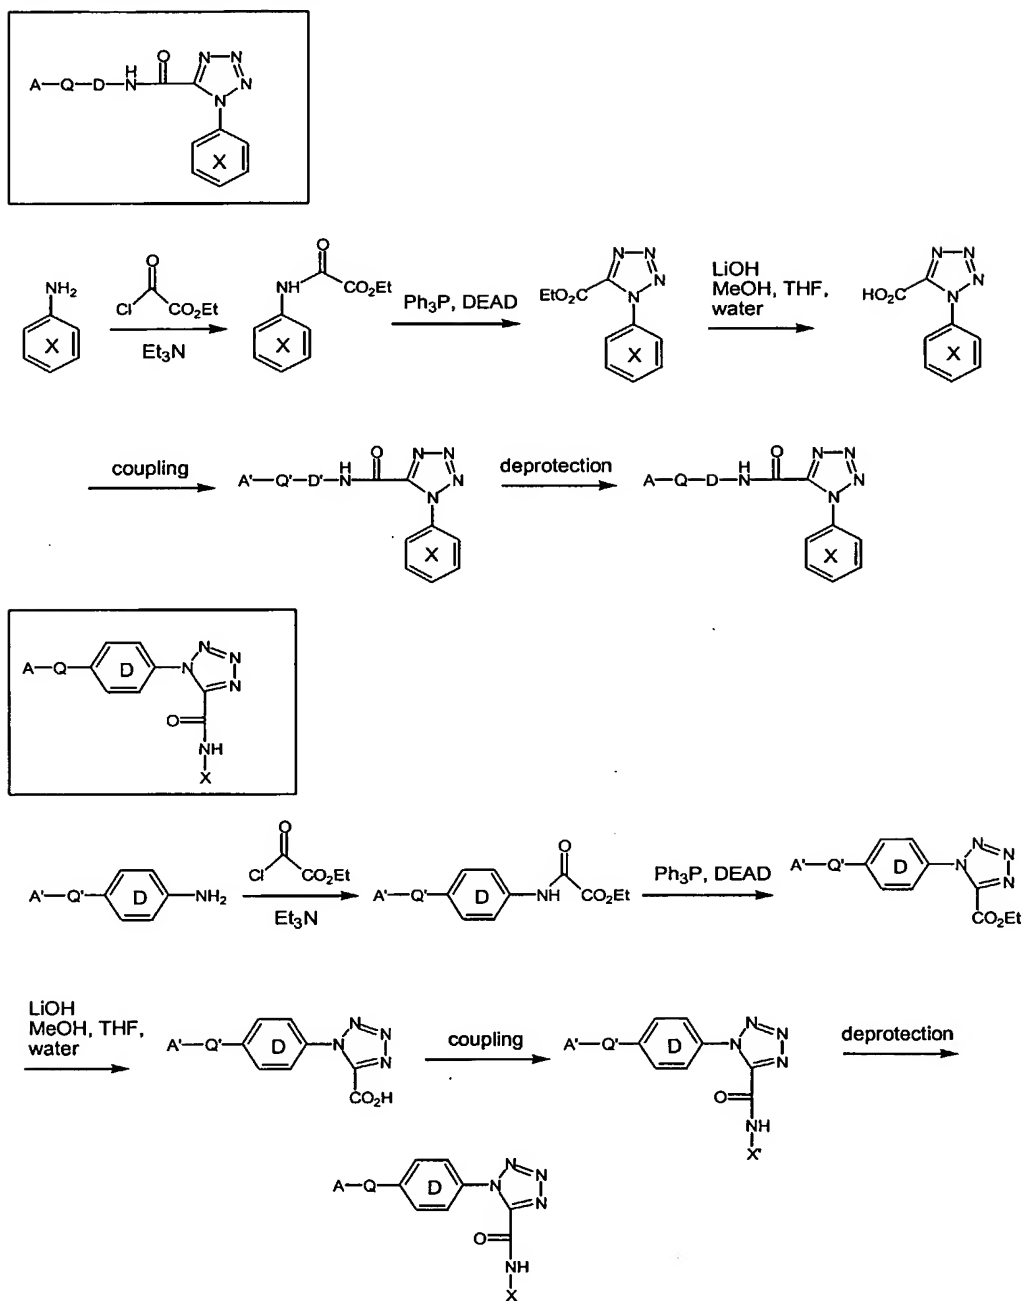 A—Q—D—N
H
O
N
N
N
N
X
NH₂
X
O
Cl
CO₂Et
Et₃N
O
NH
CO₂Et
X
Ph₃P, DEAD
EtO₂C
N
N
N
N
X
LiOH
MeOH, THF,
water
HO₂C
N
N
N
N
X
coupling
A'—Q'—D'—N
H
O
N
N
N
N
X
deprotection
A—Q—D—N
H
O
N
N
N
N
X
A—Q
D
N
N
N
N
O
NH
X
A'—Q'
D
NH₂
O
Cl
CO₂Et
Et₃N
A'—Q'
D
NH
O
CO₂Et
Ph₃P, DEAD
A'—Q'
D
N
N
N
N
CO₂Et
LiOH
MeOH, THF,
water
A'—Q'
D
N
N
N
N
CO₂H
coupling
A'—Q'
D
N
N
N
N
O
NH
X'
deprotection
A—Q
D
N
N
N
N
O
NH
X